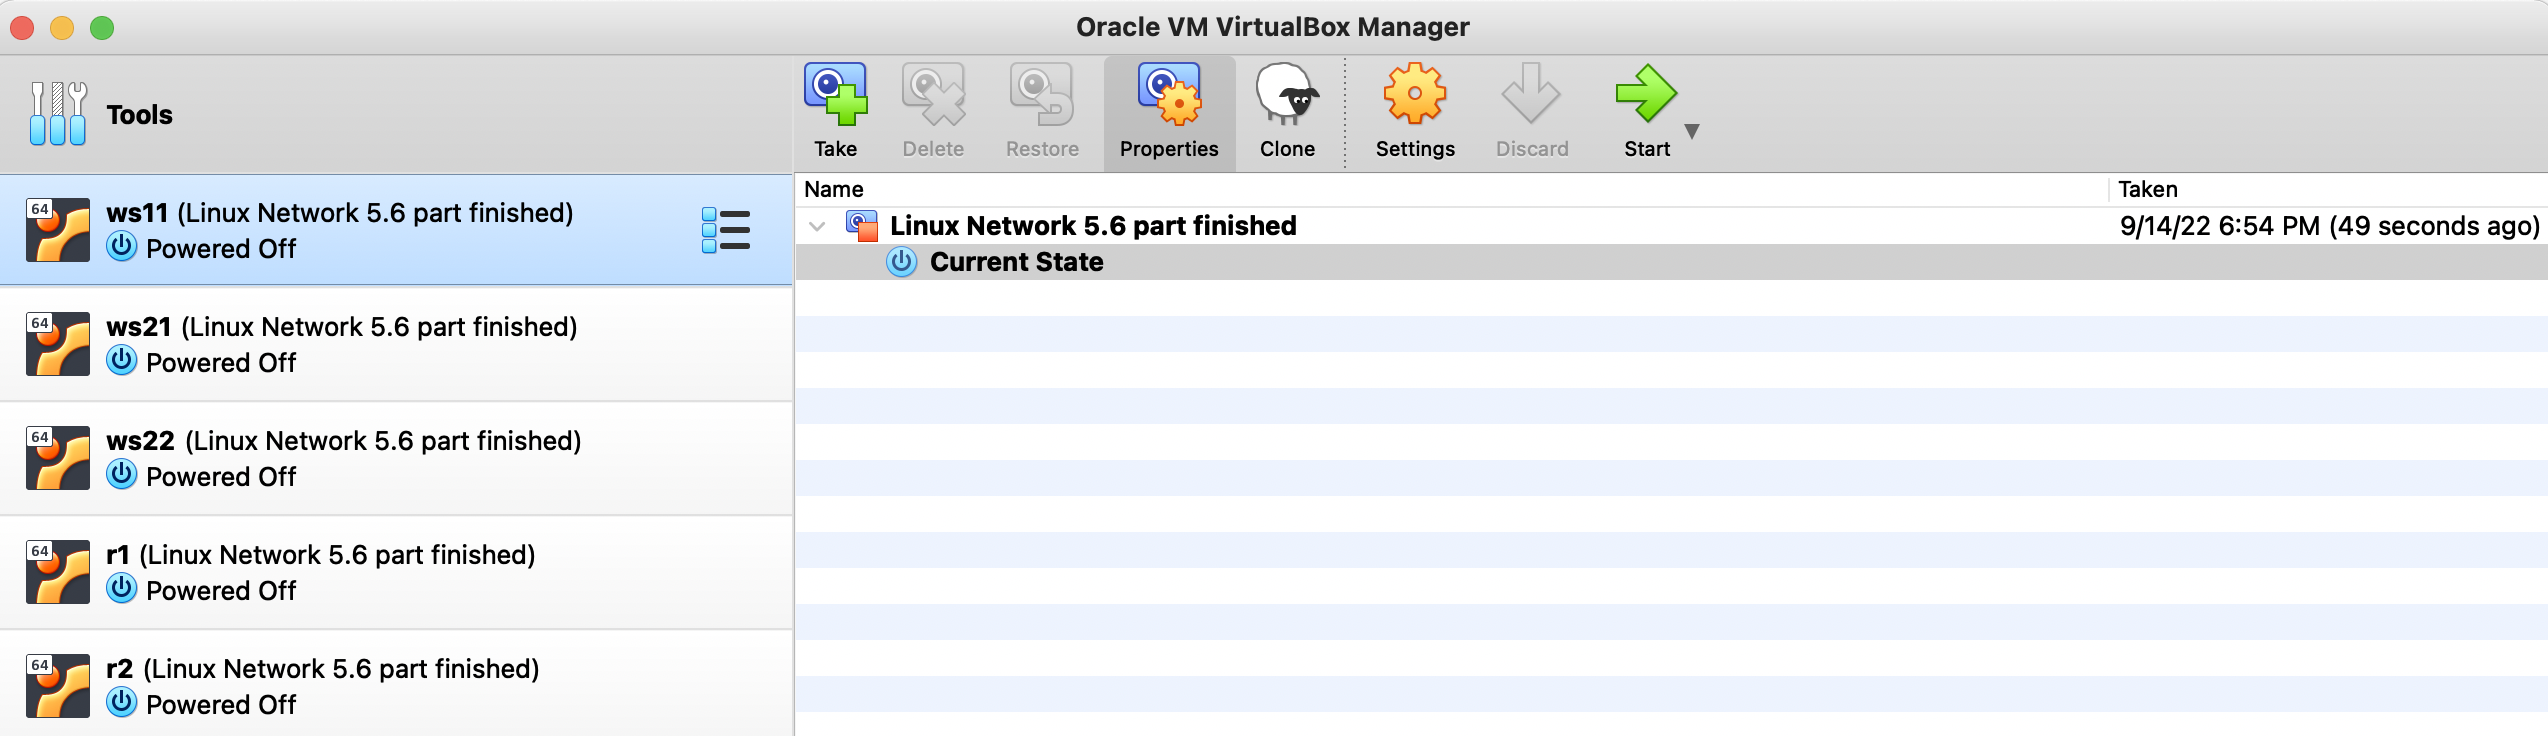 Oracle VM VirtualBox Manager
Tools
Take
Delete
Restore
Properties
Clone
Settings
Discard
Start
Name
Taken
64
ws11 (Linux Network 5.6 part finished)
Powered Off
64
ws21 (Linux Network 5.6 part finished)
Powered Off
64
ws22 (Linux Network 5.6 part finished)
Powered Off
64
r1 (Linux Network 5.6 part finished)
Powered Off
64
r2 (Linux Network 5.6 part finished)
Powered Off
Linux Network 5.6 part finished
9/14/22 6:54 PM (49 seconds ago)
Current State